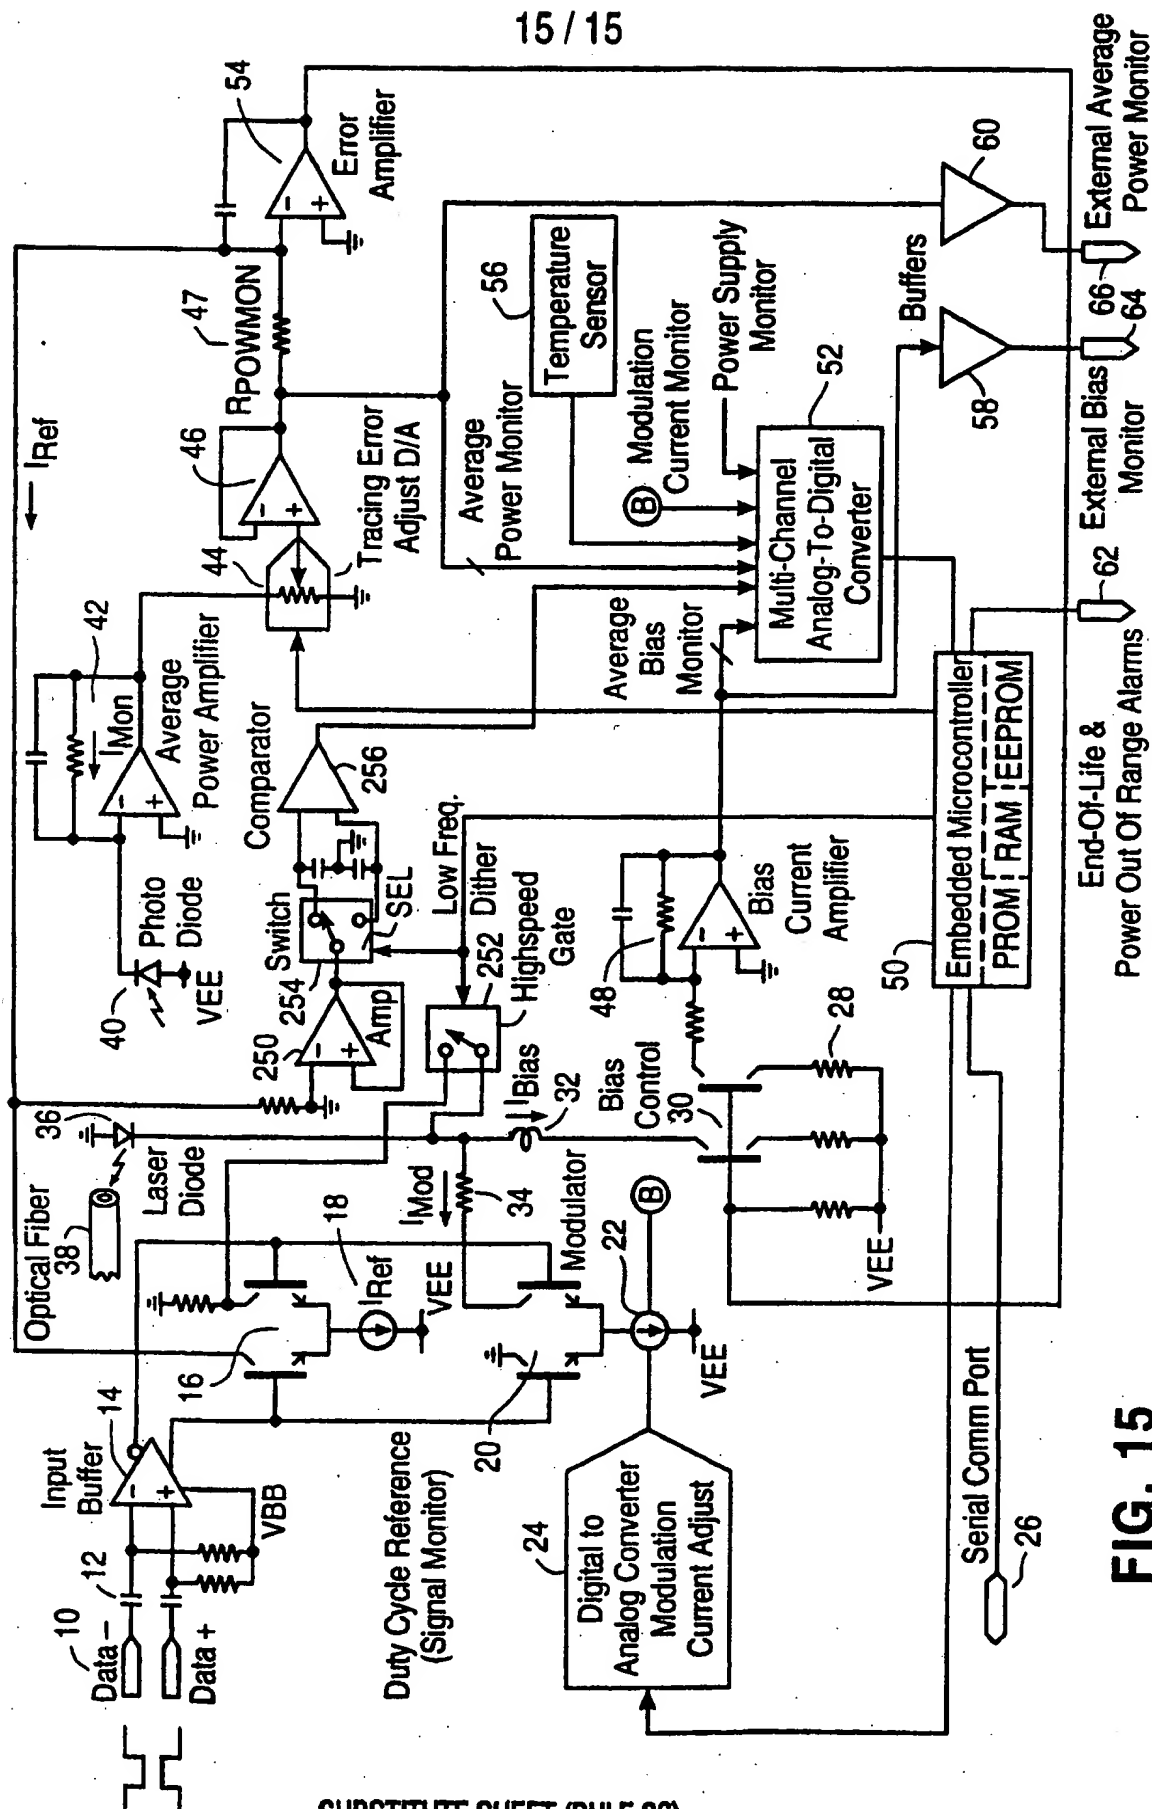 15 / 15
10
Data –
Data +
12
Input
Buffer
14
VBB
Optical Fiber
38
36
Laser
Diode
16
18
IRef
VEE
Duty Cycle Reference
(Signal Monitor)
20
Modulator
22
VEE
B
24
Digital to
Analog Converter
Modulation
Current Adjust
IMod
34
IBias
32
Bias
Control
30
28
VEE
40
Photo
Diode
VEE
42
IMon
Average
Power Amplifier
IRef
250
Amp
254
Switch
SEL
Comparator
256
Low Freq.
Dither
252
Highspeed
Gate
48
Bias
Current
Amplifier
44
46
Tracing Error
Adjust D/A
RPOWMON
47
54
Error
Amplifier
Average
Power Monitor
56
Temperature
Sensor
B
Modulation
Current Monitor
Power Supply
Monitor
52
Multi-Channel
Analog-To-Digital
Converter
Average
Bias
Monitor
Buffers
58
60
50
Embedded Microcontroller
PROM
RAM
EEPROM
Serial Comm Port
26
62
End-Of-Life &
Power Out Of Range Alarms
64
External Bias
Monitor
66
External Average
Power Monitor
FIG. 15